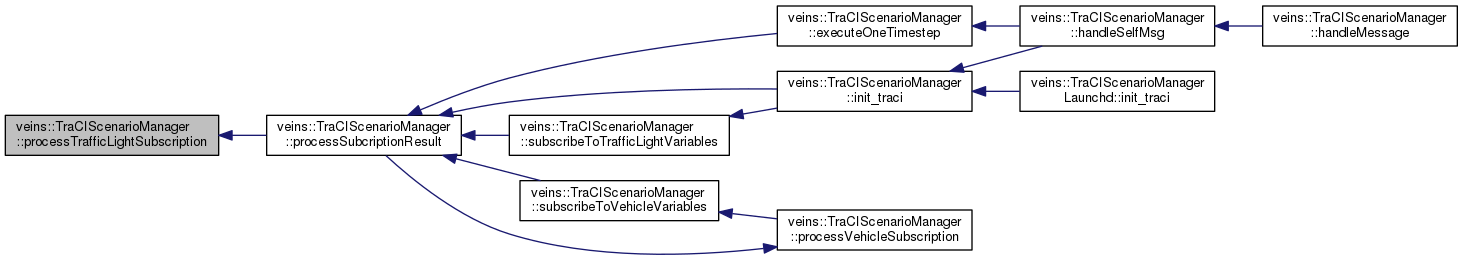 veins::TraCIScenarioManager
::processTrafficLightSubscription
veins::TraCIScenarioManager
::processSubcriptionResult
veins::TraCIScenarioManager
::executeOneTimestep
veins::TraCIScenarioManager
::handleSelfMsg
veins::TraCIScenarioManager
::handleMessage
veins::TraCIScenarioManager
::init_traci
veins::TraCIScenarioManager
Launchd::init_traci
veins::TraCIScenarioManager
::subscribeToTrafficLightVariables
veins::TraCIScenarioManager
::subscribeToVehicleVariables
veins::TraCIScenarioManager
::processVehicleSubscription